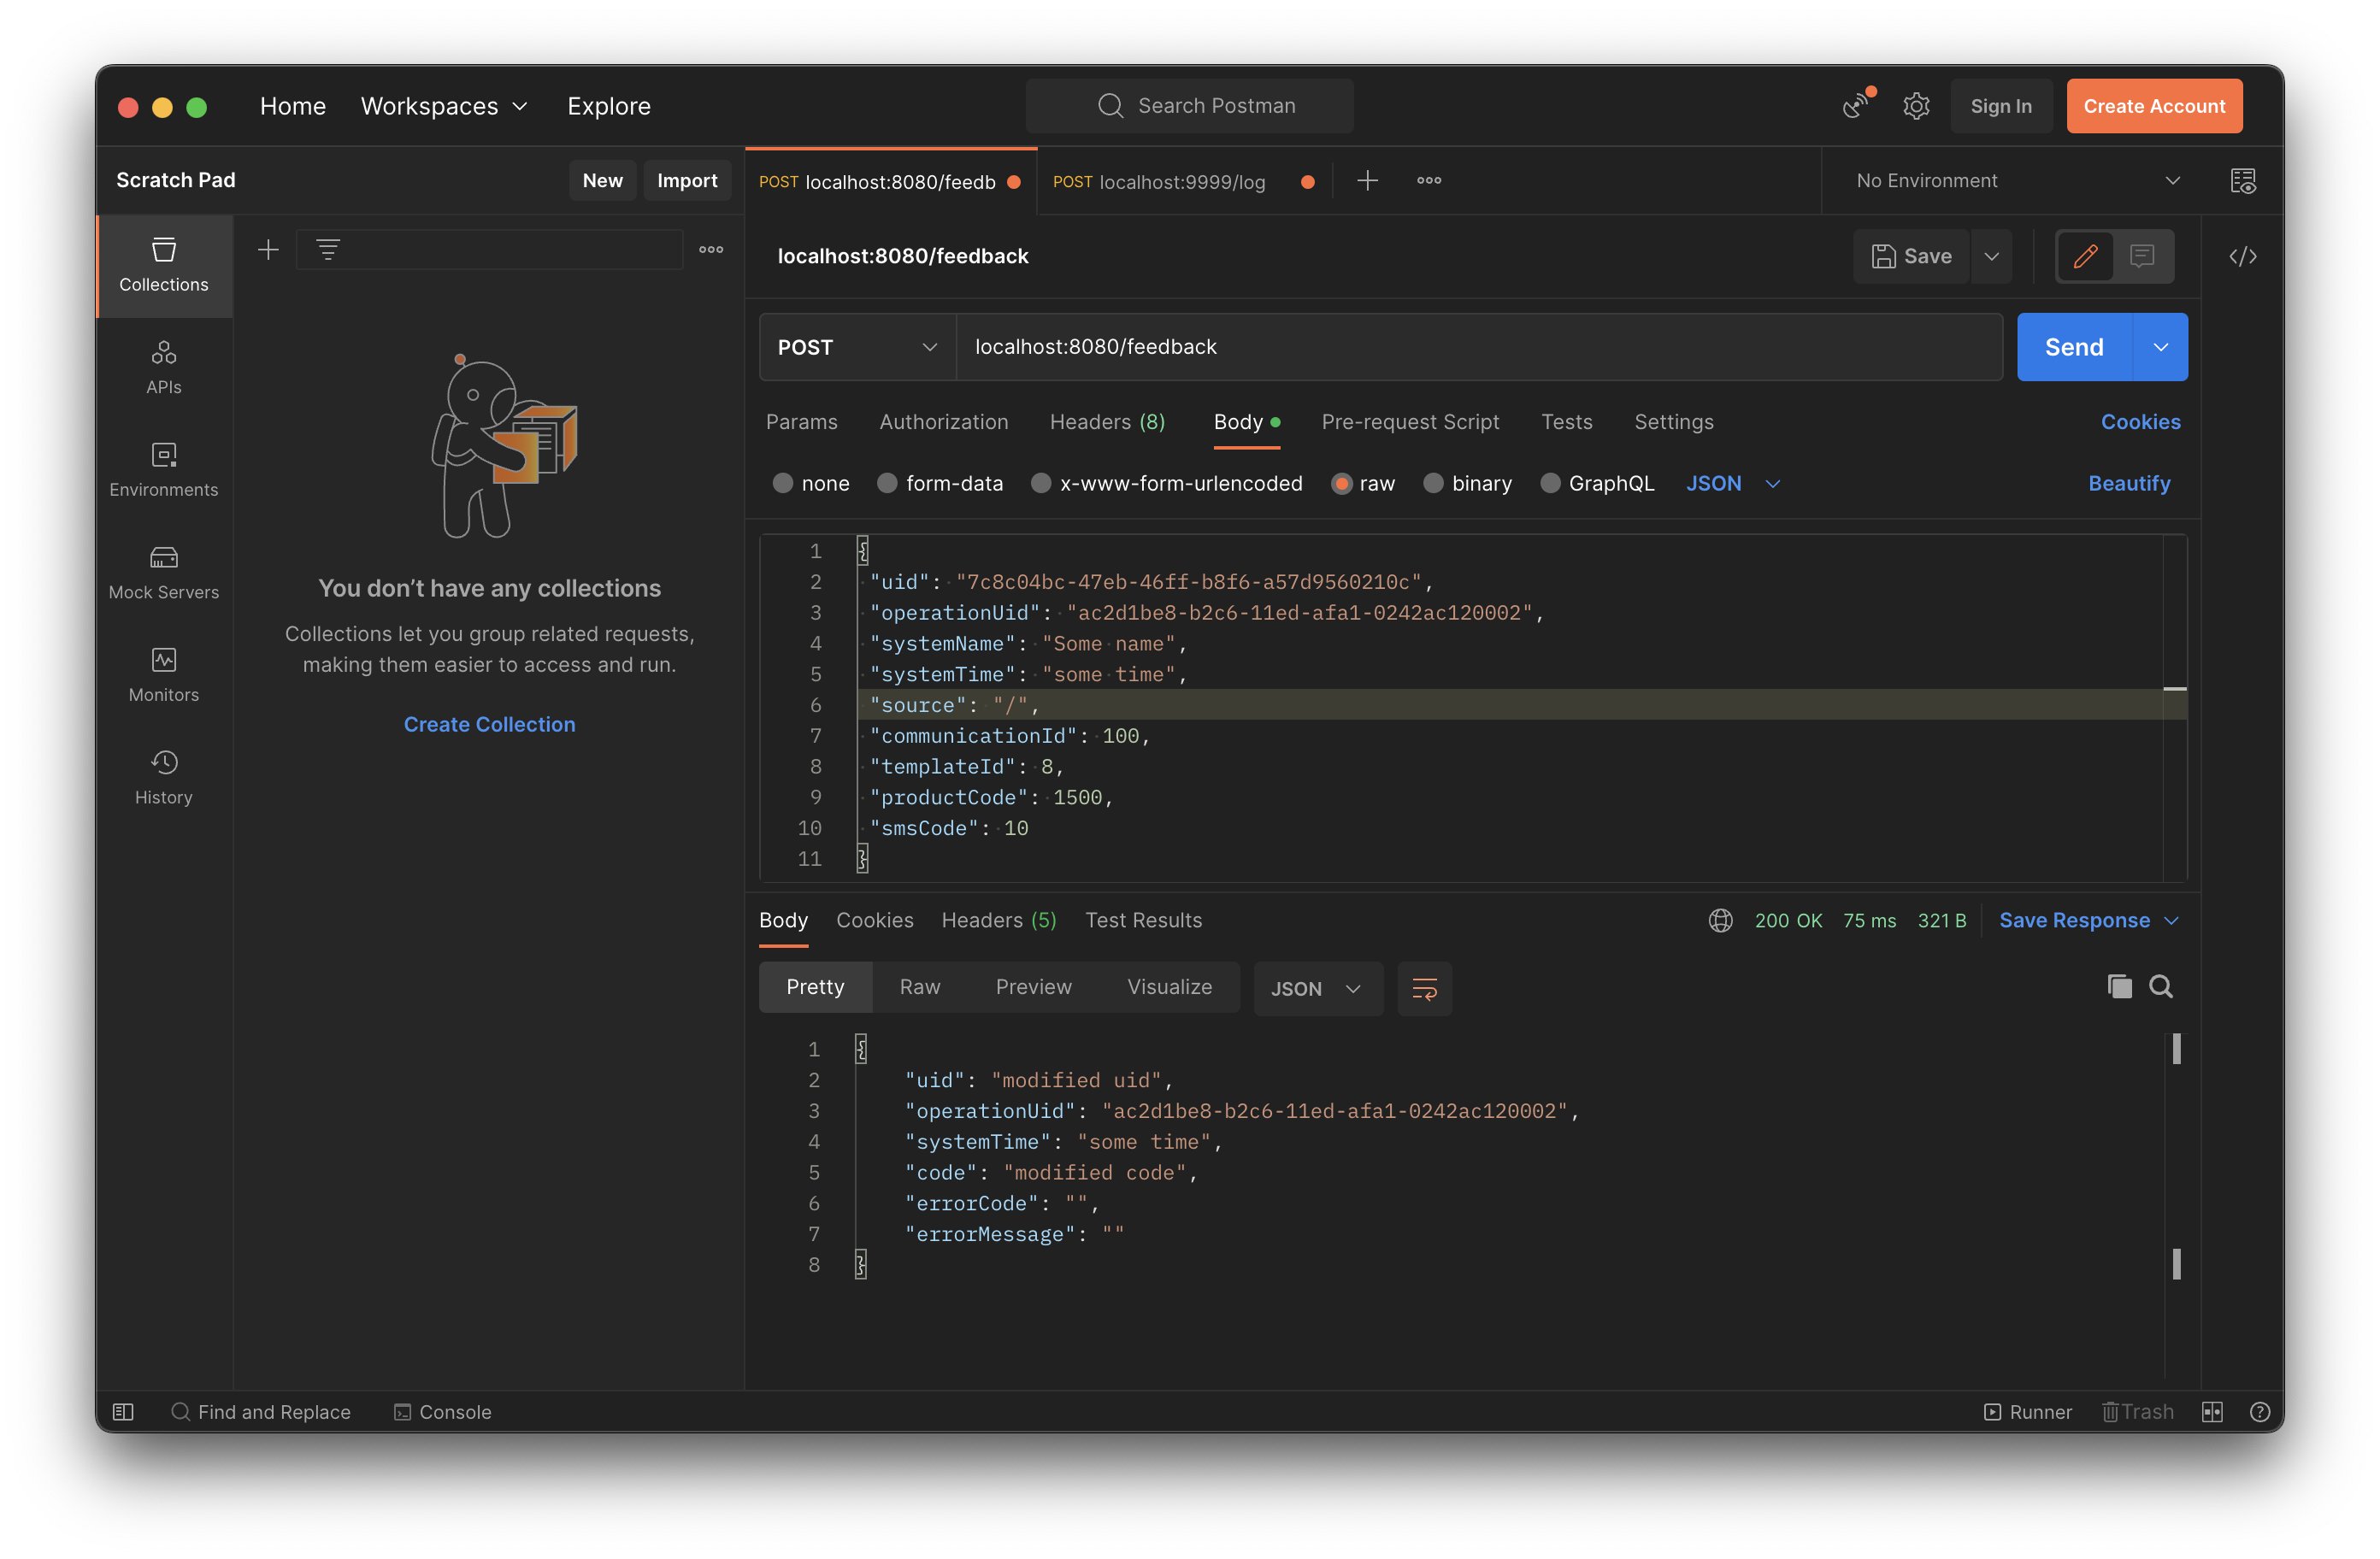 Home Workspaces Explore Search Postman Sign In Create Account
Scratch Pad New Import
POST localhost:8080/feedb POST localhost:9999/log No Environment
Collections
APIs
Environments
Mock Servers
Monitors
History
You don’t have any collections
Collections let you group related requests,
making them easier to access and run.
Create Collection
localhost:8080/feedback Save
POST localhost:8080/feedback Send
Params Authorization Headers (8) Body Pre-request Script Tests Settings Cookies
none form-data x-www-form-urlencoded raw binary GraphQL JSON Beautify
1 {
2 "uid": "7c8c04bc-47eb-46ff-b8f6-a57d9560210c",
3 "operationUid": "ac2d1be8-b2c6-11ed-afa1-0242ac120002",
4 "systemName": "Some name",
5 "systemTime": "some time",
6 "source": "/",
7 "communicationId": 100,
8 "templateId": 8,
9 "productCode": 1500,
10 "smsCode": 10
11 }
Body Cookies Headers (5) Test Results 200 OK 75 ms 321 B Save Response
Pretty Raw Preview Visualize JSON
1 {
2 "uid": "modified uid",
3 "operationUid": "ac2d1be8-b2c6-11ed-afa1-0242ac120002",
4 "systemTime": "some time",
5 "code": "modified code",
6 "errorCode": "",
7 "errorMessage": ""
8 }
Find and Replace Console Runner Trash